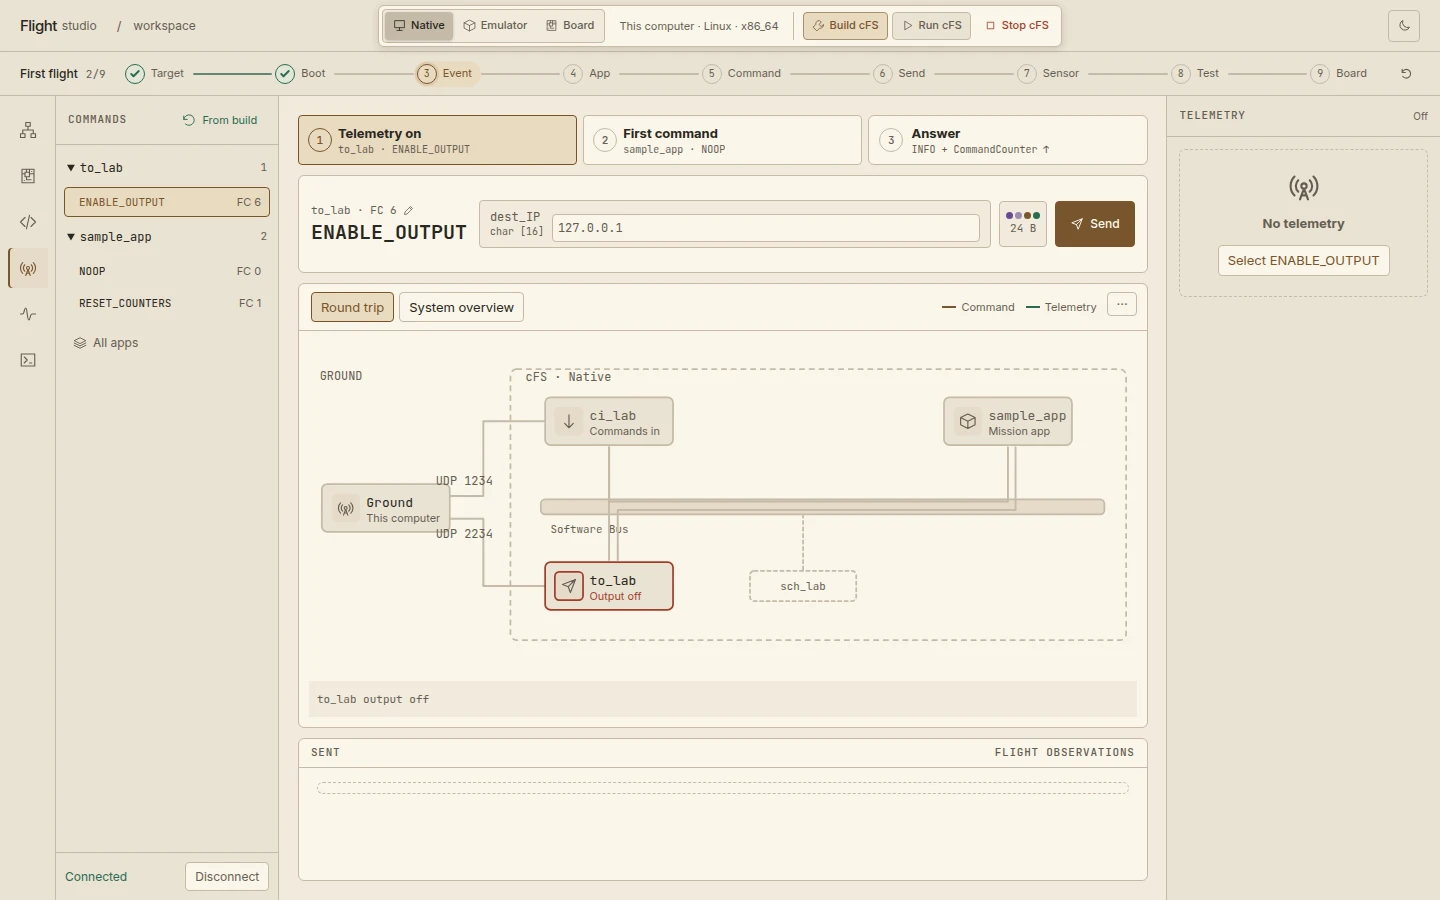 Flight studio / workspace
Native Emulator Board This computer · Linux · x86_64 Build cFS Run cFS Stop cFS
First flight 2/9 Target Boot 3 Event 4 App 5 Command 6 Send 7 Sensor 8 Test 9 Board
COMMANDS From build
▼ to_lab 1
ENABLE_OUTPUT FC 6
▼ sample_app 2
NOOP FC 0
RESET_COUNTERS FC 1
All apps
Connected Disconnect
1 Telemetry on
to_lab · ENABLE_OUTPUT
2 First command
sample_app · NOOP
3 Answer
INFO + CommandCounter ↑
to_lab · FC 6
ENABLE_OUTPUT
dest_IP
char [16]
127.0.0.1
24 B
Send
Round trip System overview Command Telemetry ...
GROUND
cFS · Native
ci_lab
Commands in
sample_app
Mission app
UDP 1234
Ground
This computer
UDP 2234
Software Bus
to_lab
Output off
sch_lab
to_lab output off
SENT FLIGHT OBSERVATIONS
TELEMETRY Off
No telemetry
Select ENABLE_OUTPUT